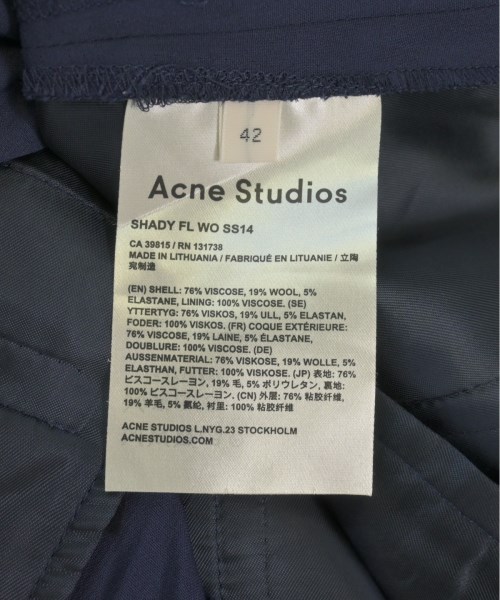 42
Acne Studios
SHADY FL WO SS14
CA 39815 / RN 131738
MADE IN LITHUANIA / FABRIQUÉ EN LITUANIE / 立陶
宛制造
(EN) SHELL: 76% VISCOSE, 19% WOOL, 5%
ELASTANE, LINING: 100% VISCOSE. (SE)
YTTERTYG: 76% VISKOS, 19% ULL, 5% ELASTAN,
FODER: 100% VISKOS. (FR) COQUE EXTÉRIEURE:
76% VISCOSE, 19% LAINE, 5% ÉLASTANE,
DOUBLURE: 100% VISCOSE. (DE)
AUSSENMATERIAL: 76% VISKOSE, 19% WOLLE, 5%
ELASTHAN, FUTTER: 100% VISKOSE. (JP) 表地: 76%
ビスコースレーヨン, 19% 毛, 5% ポリウレタン, 裏地:
100% ビスコースレーヨン. (CN) 外層: 76% 粘胶纤维,
19% 羊毛, 5% 氨纶, 衬里: 100% 粘胶纤维
ACNE STUDIOS L.NYG.23 STOCKHOLM
ACNESTUDIOS.COM